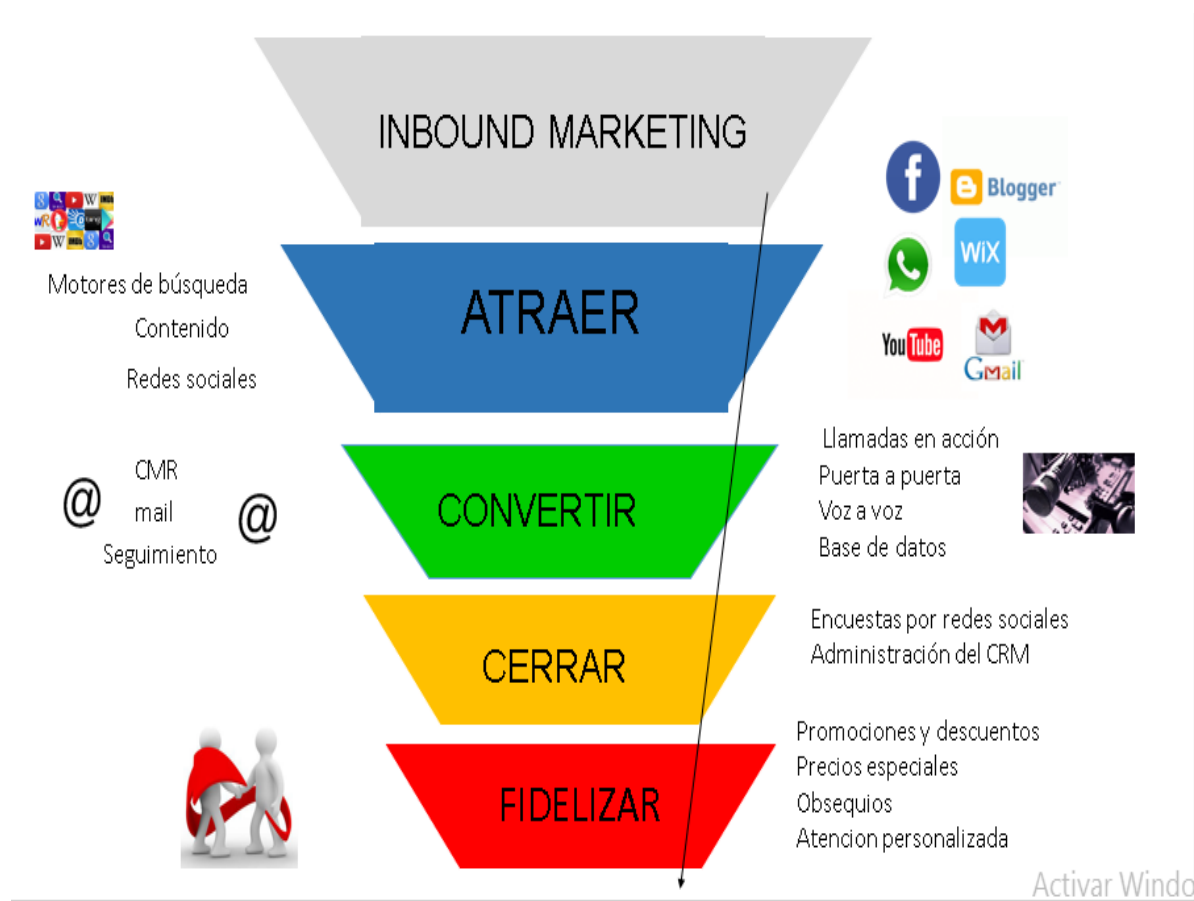 INBOUND MARKETING
Blogger
WiX
YouTube
Gmail
Motores de búsqueda
Contenido
Redes sociales
ATRAER
@
CMR
mail
@
Seguimiento
CONVERTIR
Llamadas en acción
Puerta a puerta
Voz a voz
Base de datos
CERRAR
Encuestas por redes sociales
Administración del CRM
FIDELIZAR
Promociones y descuentos
Precios especiales
Obsequios
Atencion personalizada
Activar Windo